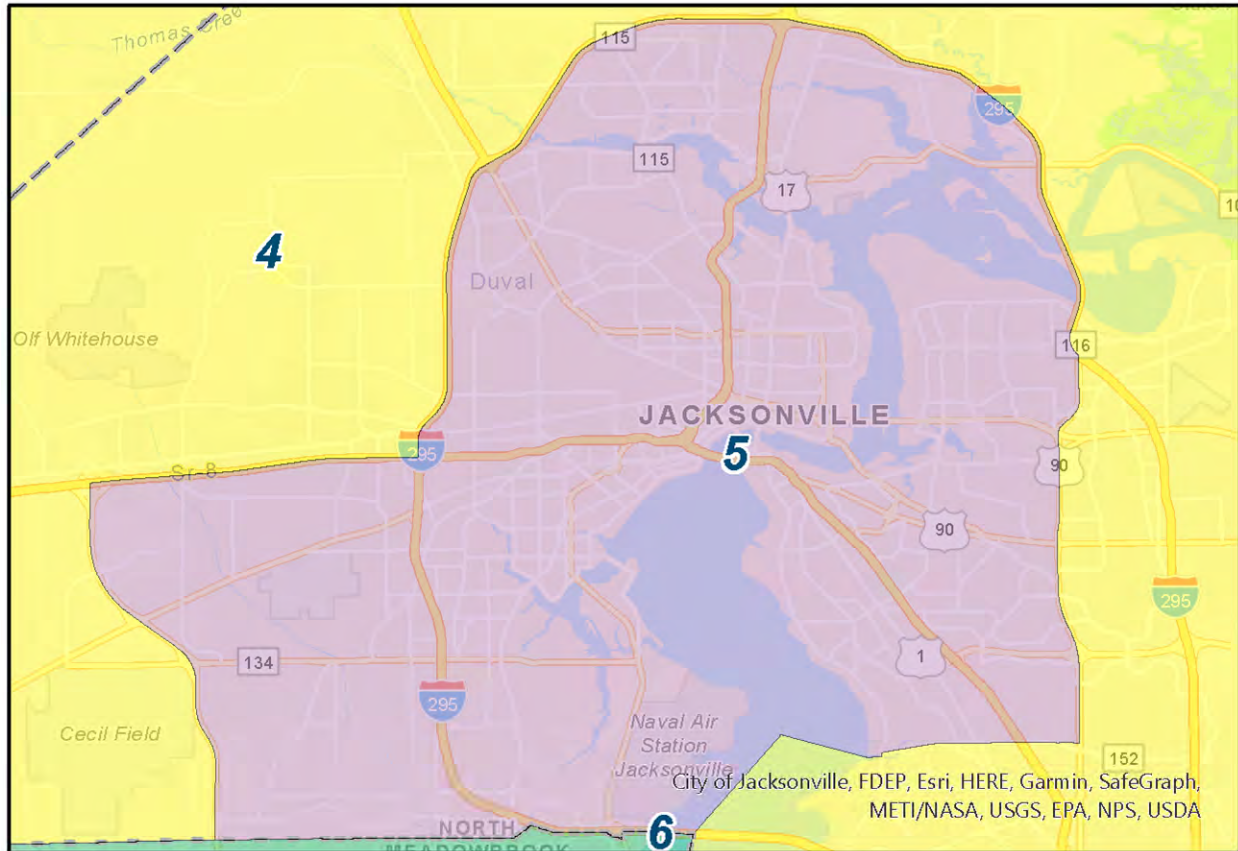 Thomas Cree
115
295
115
17
10
4
Duval
Olf Whitehouse
116
JACKSONVILLE
295
5
90
Sr-8
90
295
134
1
295
Cecil Field
Naval Air
Station
Jacksonville
152
City of Jacksonville, FDEP, Esri, HERE, Garmin, SafeGraph,
METI/NASA, USGS, EPA, NPS, USDA
NORTH
MEADOWBROOK
6